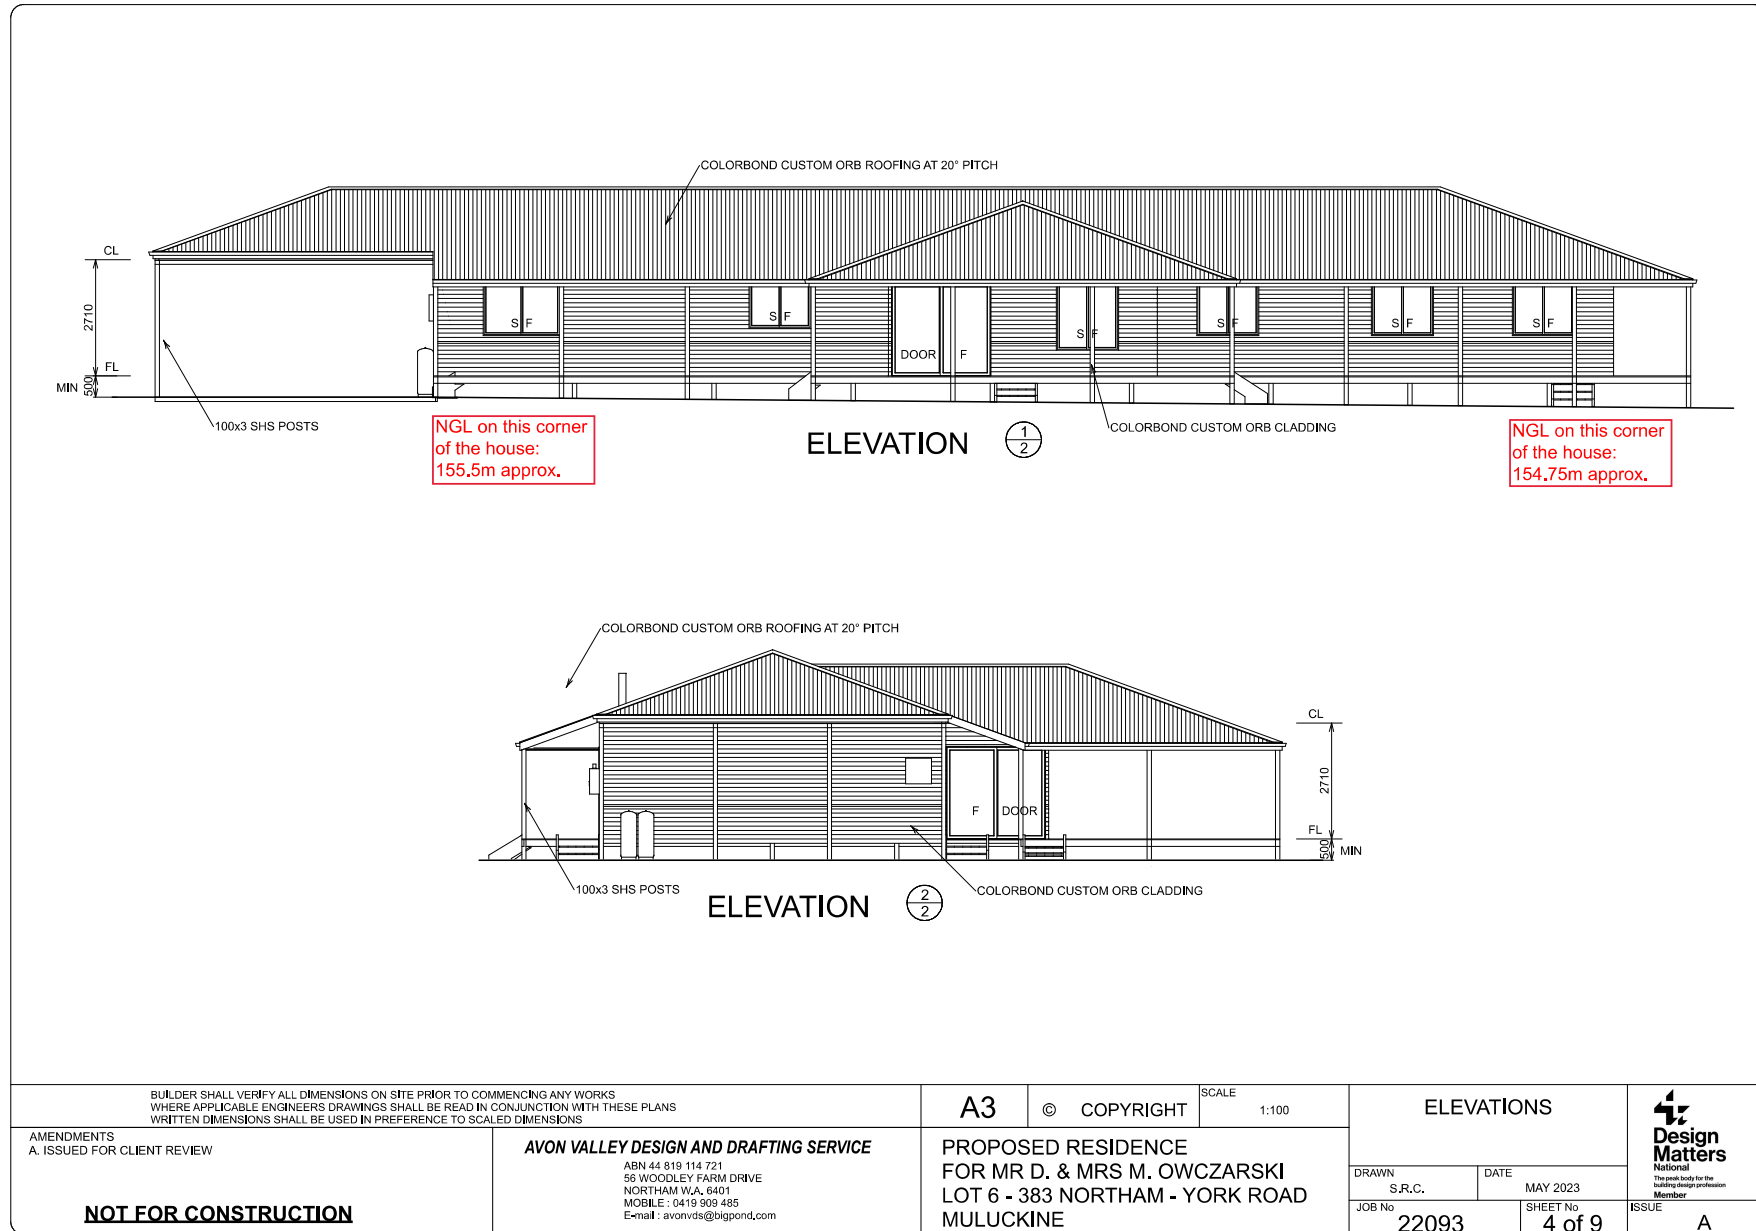 COLORBOND CUSTOM ORB ROOFING AT 20° PITCH
CL
2710
FL
MIN
500
S F
S F
DOOR F
S F
S F
S F
S F
100x3 SHS POSTS
NGL on this corner
of the house:
155.5m approx.
ELEVATION
1
2
COLORBOND CUSTOM ORB CLADDING
NGL on this corner
of the house:
154.75m approx.
COLORBOND CUSTOM ORB ROOFING AT 20° PITCH
CL
2710
F DOOR
FL
500
MIN
100x3 SHS POSTS
ELEVATION
2
2
COLORBOND CUSTOM ORB CLADDING
BUILDER SHALL VERIFY ALL DIMENSIONS ON SITE PRIOR TO COMMENCING ANY WORKS
WHERE APPLICABLE ENGINEERS DRAWINGS SHALL BE READ IN CONJUNCTION WITH THESE PLANS
WRITTEN DIMENSIONS SHALL BE USED IN PREFERENCE TO SCALED DIMENSIONS
AMENDMENTS
A. ISSUED FOR CLIENT REVIEW
NOT FOR CONSTRUCTION
AVON VALLEY DESIGN AND DRAFTING SERVICE
ABN 44 819 114 721
56 WOODLEY FARM DRIVE
NORTHAM W.A. 6401
MOBILE : 0419 909 485
E-mail : avonvds@bigpond.com
A3
© COPYRIGHT
SCALE
1:100
PROPOSED RESIDENCE
FOR MR D. & MRS M. OWCZARSKI
LOT 6 - 383 NORTHAM - YORK ROAD
MULUCKINE
ELEVATIONS
DRAWN
S.R.C.
DATE
MAY 2023
JOB No
22093
SHEET No
4 of 9
ISSUE
A
Design
Matters
National
The peak body for the
building design profession
Member